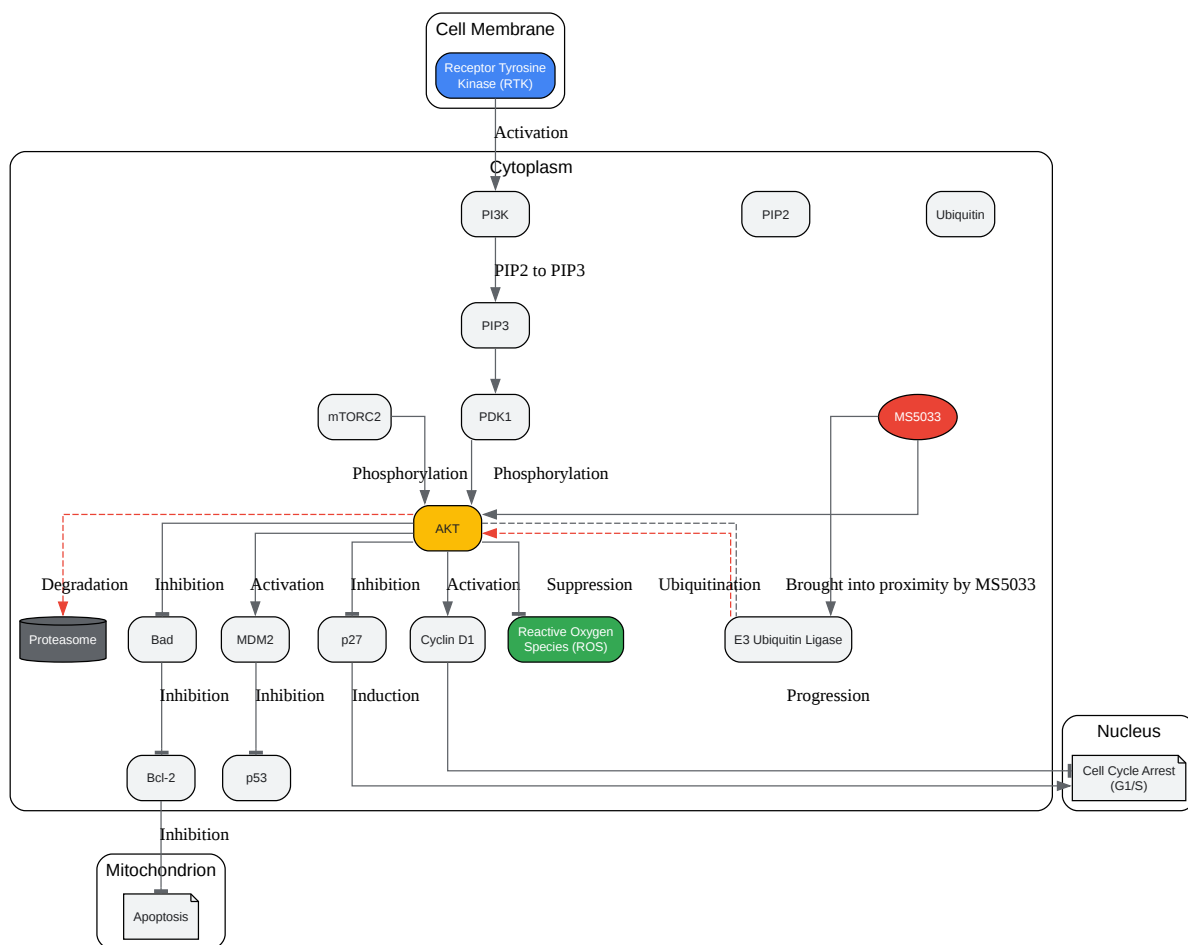 Cell Membrane
Receptor Tyrosine
Kinase (RTK)
Activation
Cytoplasm
PI3K
PIP2
Ubiquitin
PIP2 to PIP3
PIP3
mTORC2
PDK1
MS5033
Phosphorylation
Phosphorylation
AKT
Degradation
Inhibition
Activation
Inhibition
Activation
Suppression
Ubiquitination
Brought into proximity by MS5033
Proteasome
Bad
MDM2
p27
Cyclin D1
Reactive Oxygen
Species (ROS)
E3 Ubiquitin Ligase
Inhibition
Inhibition
Induction
Progression
Nucleus
Bcl-2
p53
Cell Cycle Arrest
(G1/S)
Inhibition
Mitochondrion
Apoptosis